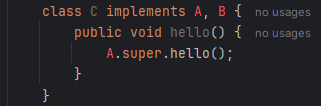 class C implements A, B { no usages
public void hello() { no usages
A.super.hello();
}
}